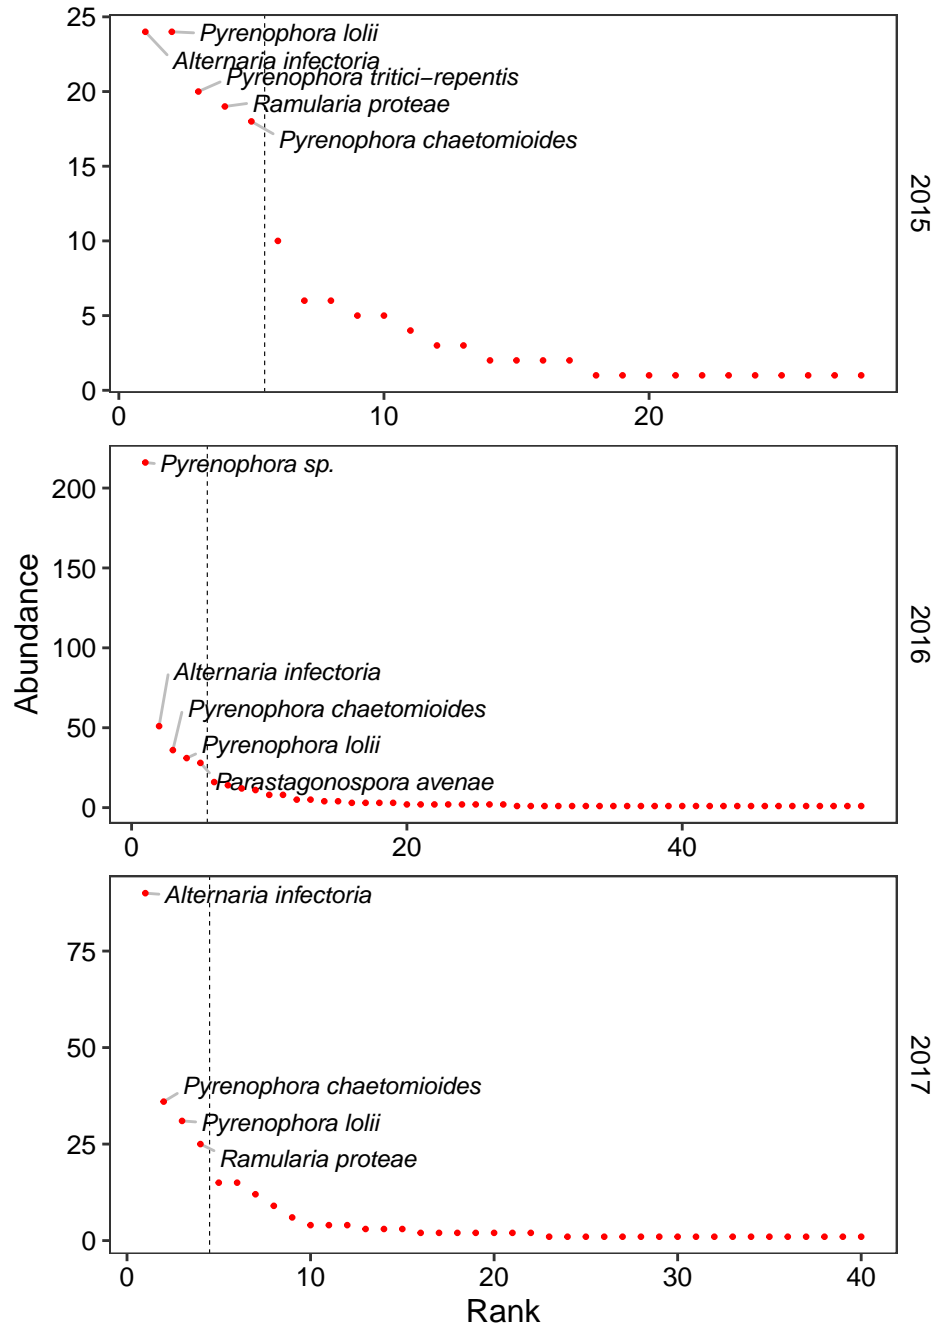 25
Pyrenophora lolii
Alternaria infectoria
Pyrenophora tritici−repentis
20
Ramularia proteae
Pyrenophora chaetomioides
15
2015
10
5
0
0 10 20
Pyrenophora sp.
200
150
2016
Abundance
100
Alternaria infectoria
Pyrenophora chaetomioides
50
Pyrenophora lolii
Parastagonospora avenae
0
0 20 40
Alternaria infectoria
75
50
2017
Pyrenophora chaetomioides
Pyrenophora lolii
25
Ramularia proteae
0
0 10 20 30 40
Rank